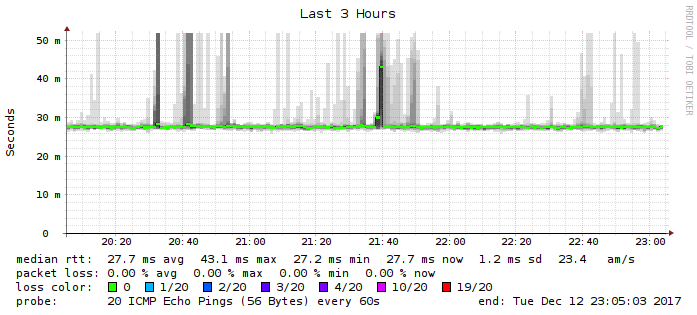 Last 3 Hours
RRDTOOL / TOBI OETIKER
Seconds
50 m
40 m
30 m
20 m
10 m
0
20:20 20:40 21:00 21:20 21:40 22:00 22:20 22:40 23:00
median rtt: 27.7 ms avg 43.1 ms max 27.2 ms min 27.7 ms now 1.2 ms sd 23.4 am/s
packet loss: 0.00 % avg 0.00 % max 0.00 % min 0.00 % now
loss color: 0 1/20 2/20 3/20 4/20 10/20 19/20
probe: 20 ICMP Echo Pings (56 Bytes) every 60s end: Tue Dec 12 23:05:03 2017